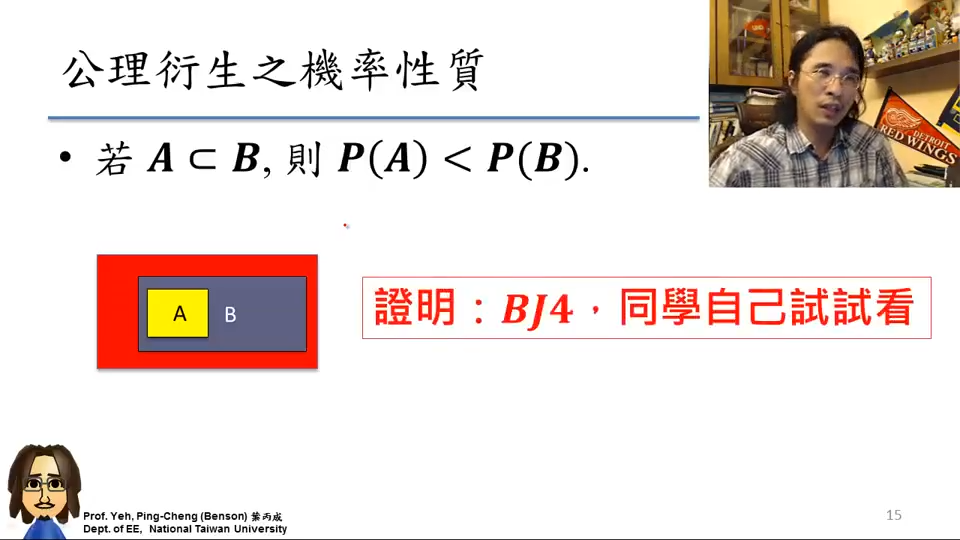 公理衍生之機率性質
• 若 A ⊂ B, 則 P(A) < P(B).
A
B
證明：BJ4，同學自己試試看
DETROIT
RED WINGS
Prof. Yeh, Ping-Cheng (Benson) 葉丙成
Dept. of EE, National Taiwan University
15